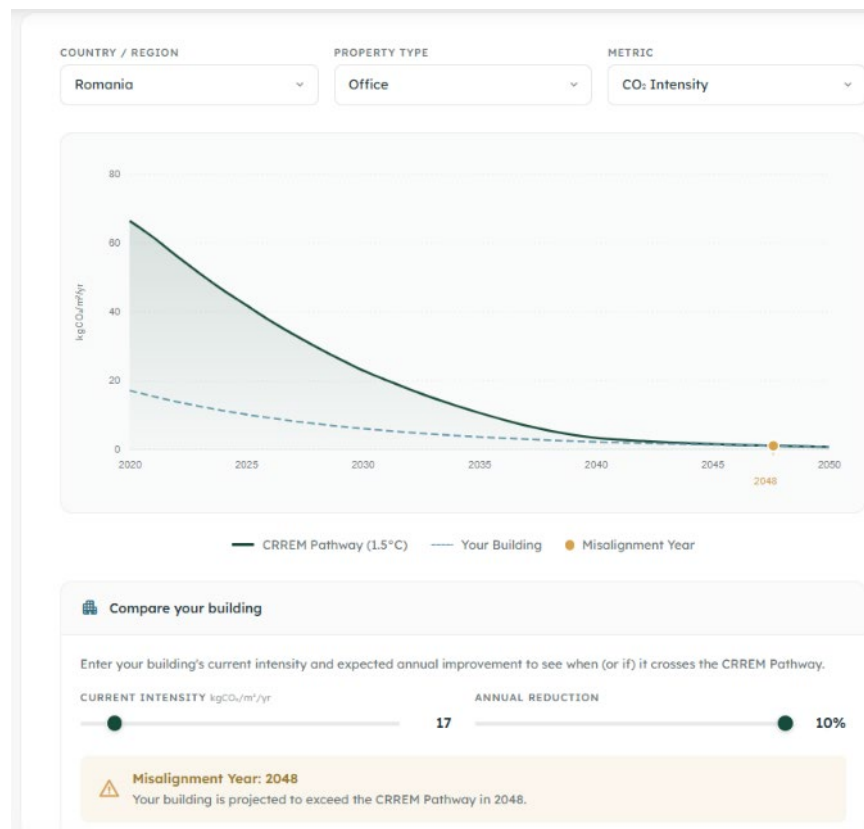 COUNTRY / REGION
PROPERTY TYPE
METRIC
Romania
Office
CO₂ Intensity
80
60
40
20
0
kgCO₂/m²/yr
2020
2025
2030
2035
2040
2045
2050
2048
CRREM Pathway (1.5°C)
Your Building
Misalignment Year
Compare your building
Enter your building's current intensity and expected annual improvement to see when (or if) it crosses the CRREM Pathway.
CURRENT INTENSITY kgCO₂/m²/yr
ANNUAL REDUCTION
17
10%
Misalignment Year: 2048
Your building is projected to exceed the CRREM Pathway in 2048.